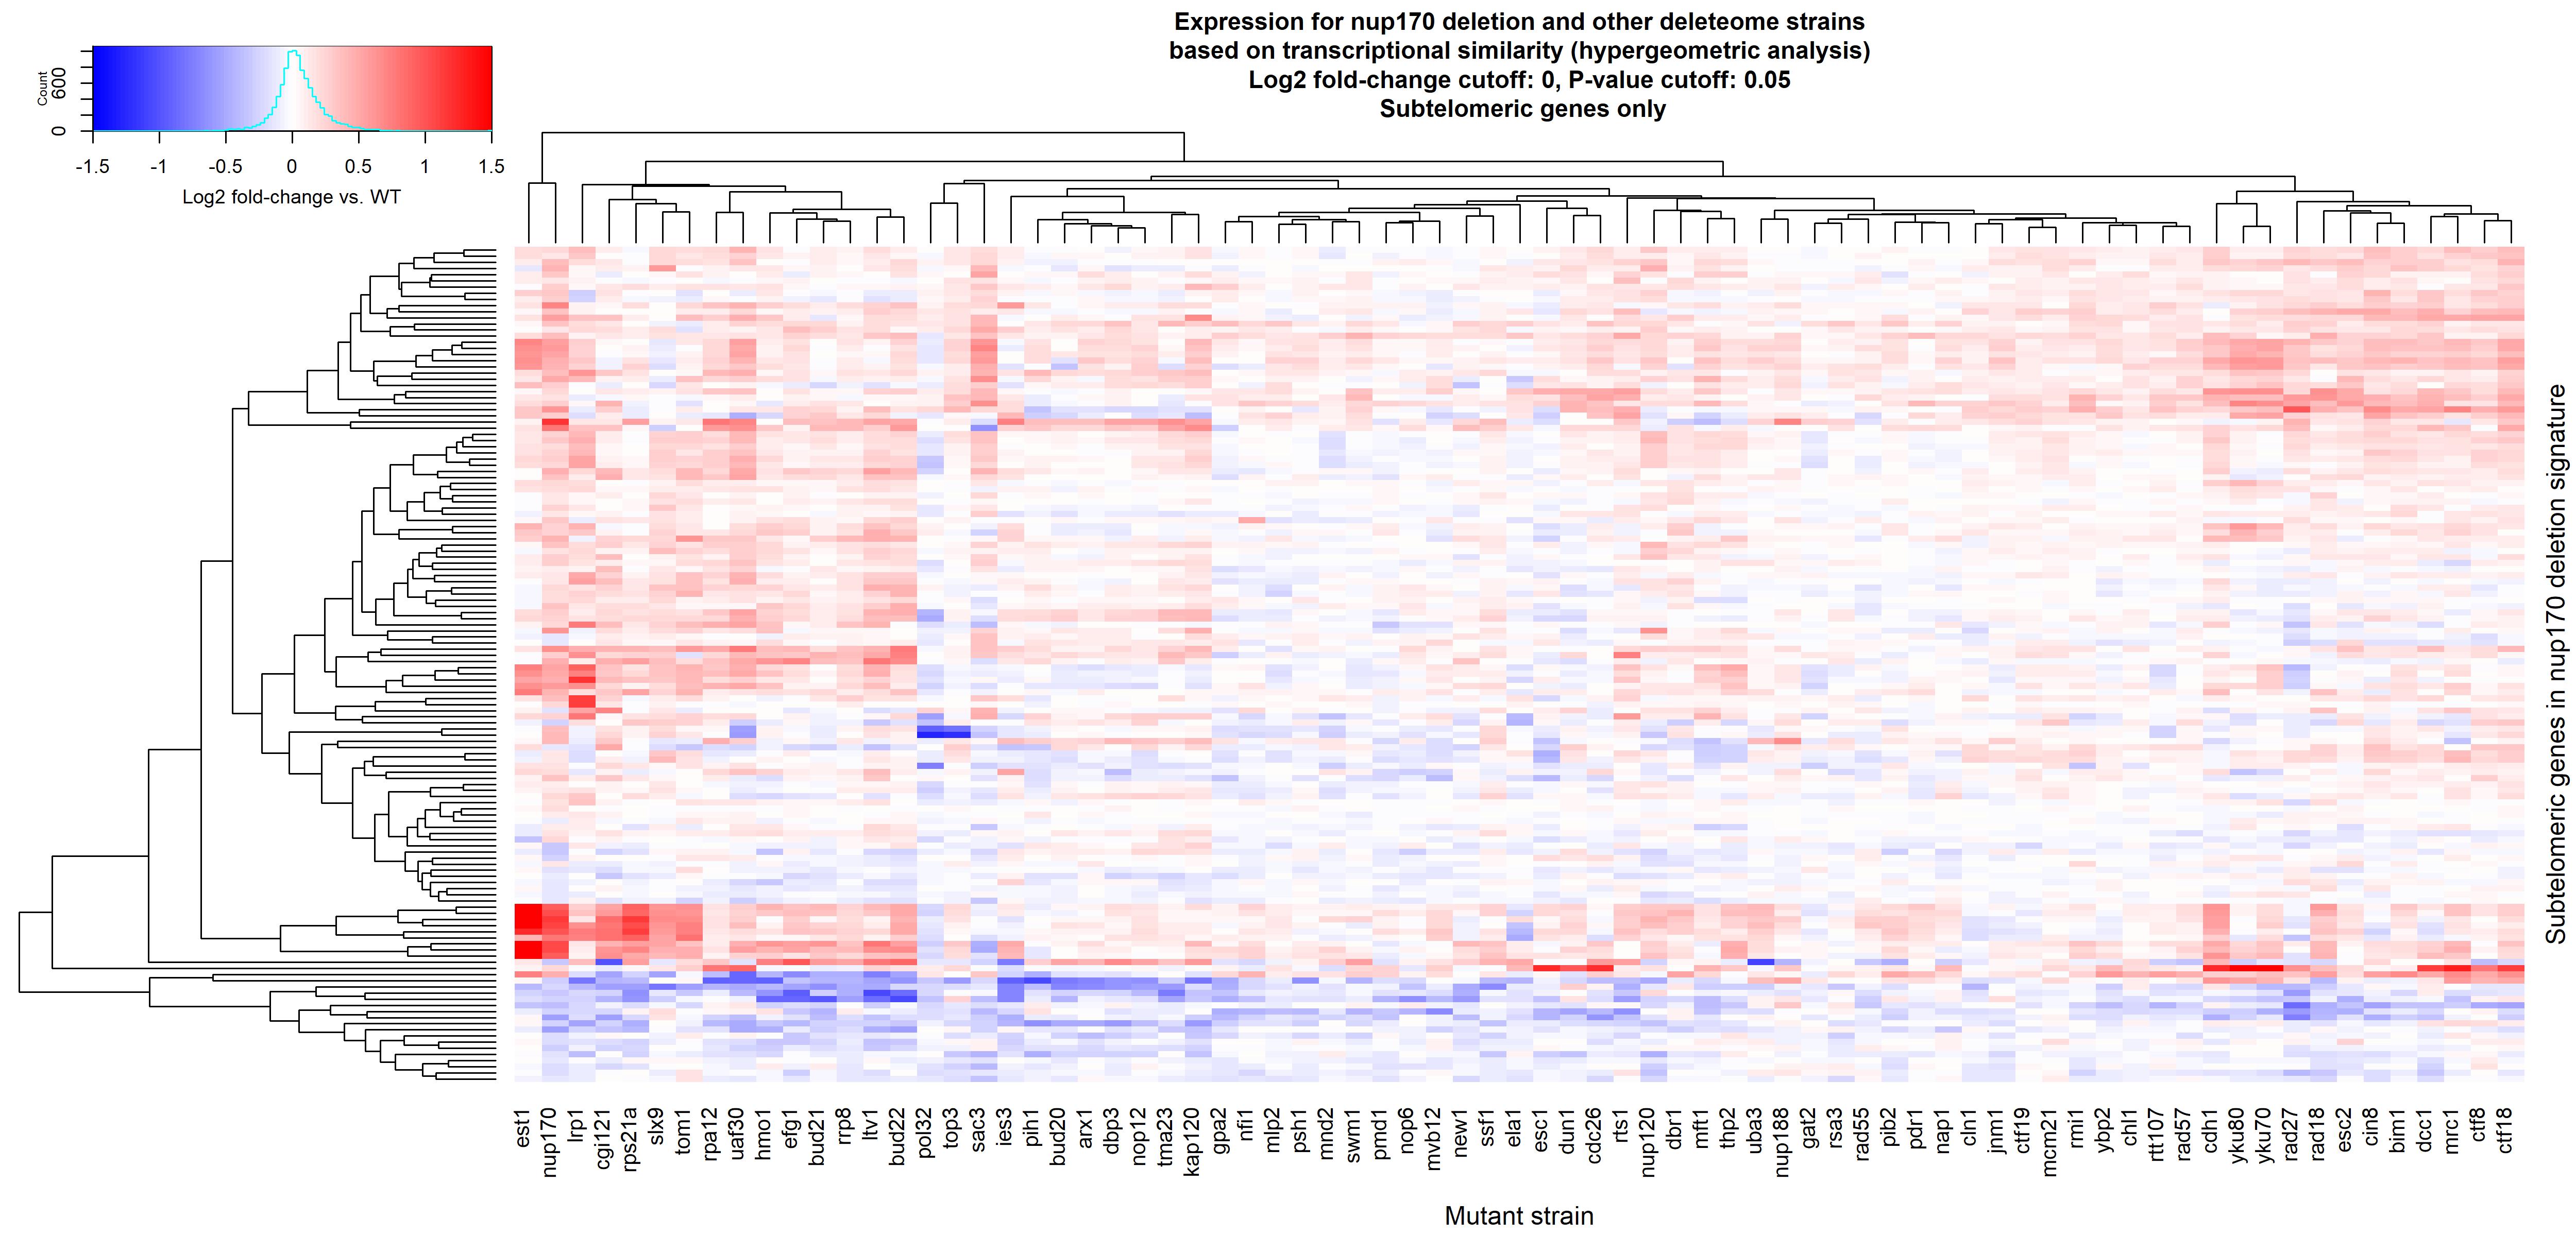 Expression for nup170 deletion and other deleteome strains
based on transcriptional similarity (hypergeometric analysis)
Log2 fold-change cutoff: 0, P-value cutoff: 0.05
Subtelomeric genes only
Count
0 600
-1.5 -1 -0.5 0 0.5 1 1.5
Log2 fold-change vs. WT
Subtelomeric genes in nup170 deletion signature
est1 nup170 lrp1 cgi121 rps21a slx9 tom1 rpa12 uaf30 hmo1 efg1 bud21 rrp8 ltv1 bud22 pol32 top3 sac3 ies3 pih1 bud20 arx1 dbp3 nop12 tma23 kap120 gpa2 nfi1 mlp2 psh1 mnd2 swm1 pmd1 nop6 mvb12 new1 ssf1 ela1 esc1 dun1 cdc26 rts1 nup120 dbr1 mft1 thp2 uba3 nup188 gat2 rsa3 rad55 pib2 pdr1 nap1 cln1 jnm1 ctf19 mcm21 rmi1 ybp2 chl1 rtt107 rad57 cdh1 yku80 yku70 rad27 rad18 esc2 cin8 bim1 dcc1 mrc1 ctf8 ctf18
Mutant strain